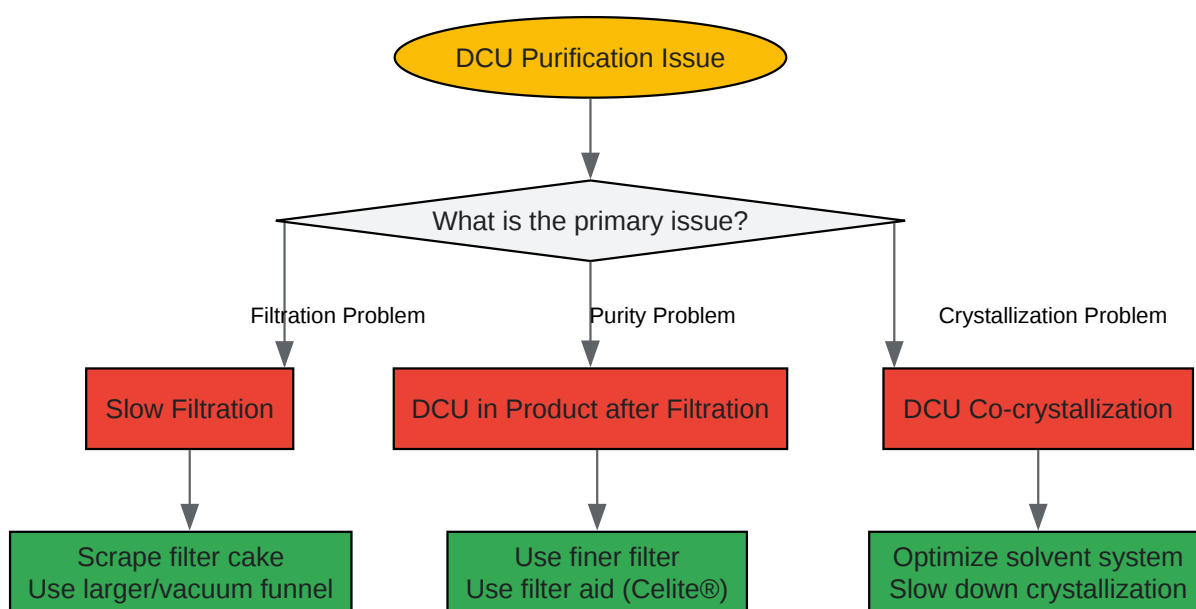 DCU Purification Issue
What is the primary issue?
Filtration Problem
Purity Problem
Crystallization Problem
Slow Filtration
DCU in Product after Filtration
DCU Co-crystallization
Scrape filter cake
Use larger/vacuum funnel
Use finer filter
Use filter aid (Celite®)
Optimize solvent system
Slow down crystallization